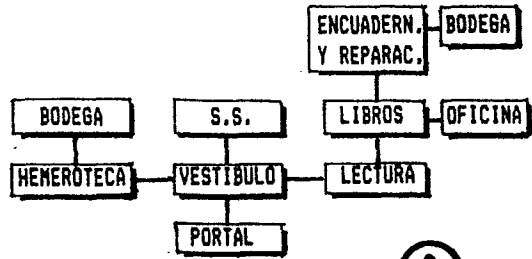 ENCUADERN.
Y REPARAC.
BODEGA
BODEGA
S.S.
LIBROS
OFICINA
HEMEROTECA
VESTIBULO
LECTURA
PORTAL